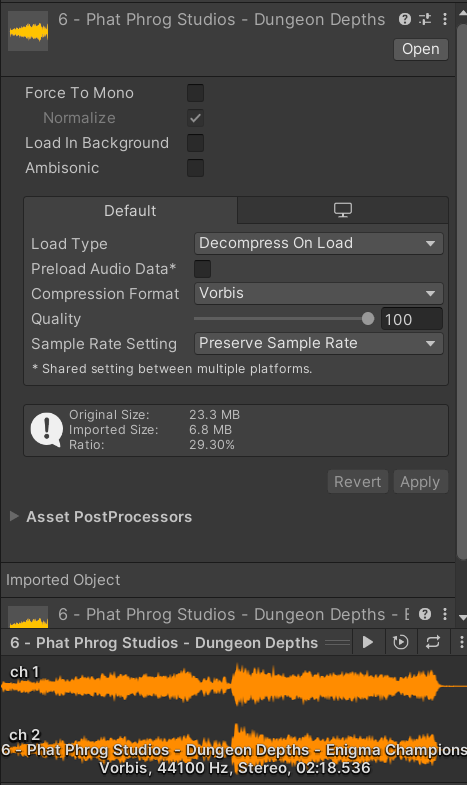 6 - Phat Phrog Studios - Dungeon Depths
Open
Force To Mono
Normalize
Load In Background
Ambisonic
Default
Load Type Decompress On Load
Preload Audio Data*
Compression Format Vorbis
Quality 100
Sample Rate Setting Preserve Sample Rate
* Shared setting between multiple platforms.
Original Size: 23.3 MB
Imported Size: 6.8 MB
Ratio: 29.30%
Revert Apply
Asset PostProcessors
Imported Object
6 - Phat Phrog Studios - Dungeon Depths - E
6 - Phat Phrog Studios - Dungeon Depths
ch 1
ch 2
6 - Phat Phrog Studios - Dungeon Depths - Enigma Champions
Vorbis, 44100 Hz, Stereo, 02:18.536